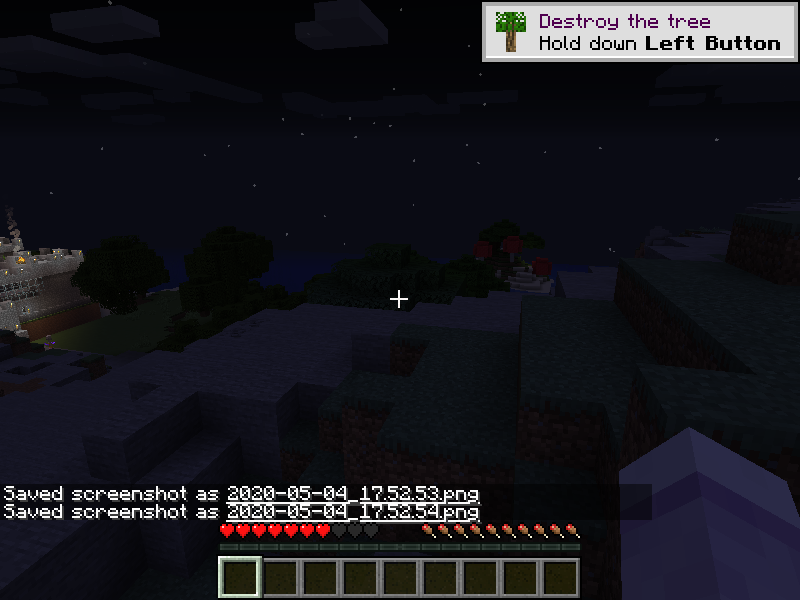 Destroy the tree
Hold down Left Button
Saved screenshot as 2020-05-04_17.52.53.png
Saved screenshot as 2020-05-04_17.52.54.png